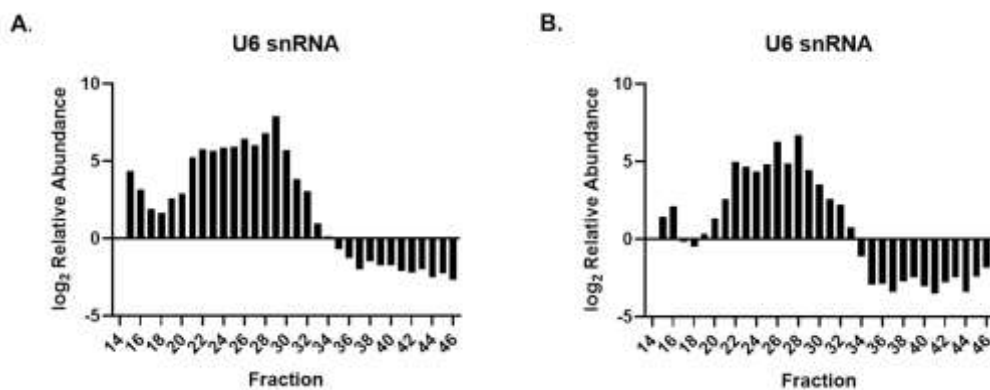 A.
U6 snRNA
log2 Relative Abundance
10
5
0
-5
14 16 18 20 22 24 26 28 30 32 34 36 38 40 42 44 46
Fraction
B.
U6 snRNA
log2 Relative Abundance
10
5
0
-5
14 16 18 20 22 24 26 28 30 32 34 36 38 40 42 44 46
Fraction